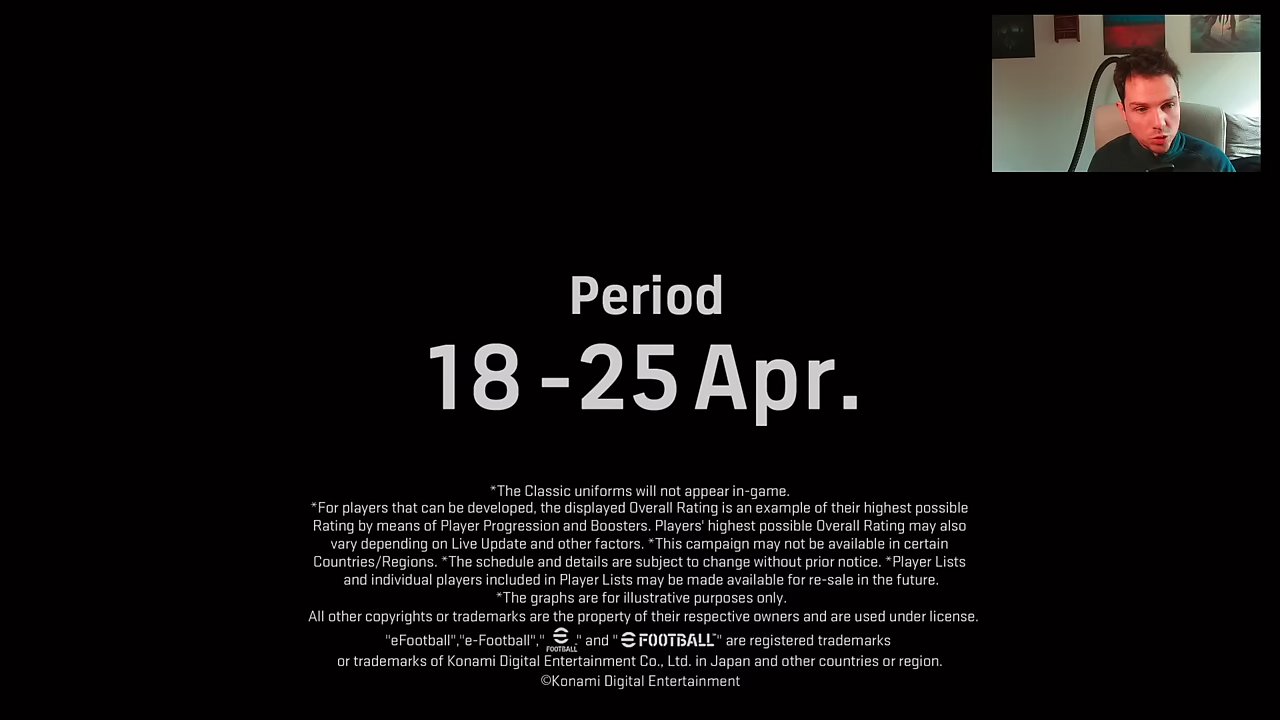 Period
18 - 25 Apr.
*The Classic uniforms will not appear in-game.
*For players that can be developed, the displayed Overall Rating is an example of their highest possible
Rating by means of Player Progression and Boosters. Players' highest possible Overall Rating may also
vary depending on Live Update and other factors. *This campaign may not be available in certain
Countries/Regions. *The schedule and details are subject to change without prior notice. *Player Lists
and individual players included in Player Lists may be made available for re-sale in the future.
*The graphs are for illustrative purposes only.
All other copyrights or trademarks are the property of their respective owners and are used under license.
"eFootball","e-Football"," FOOTBALL " and " FOOTBALL™" are registered trademarks
or trademarks of Konami Digital Entertainment Co., Ltd. in Japan and other countries or region.
©Konami Digital Entertainment